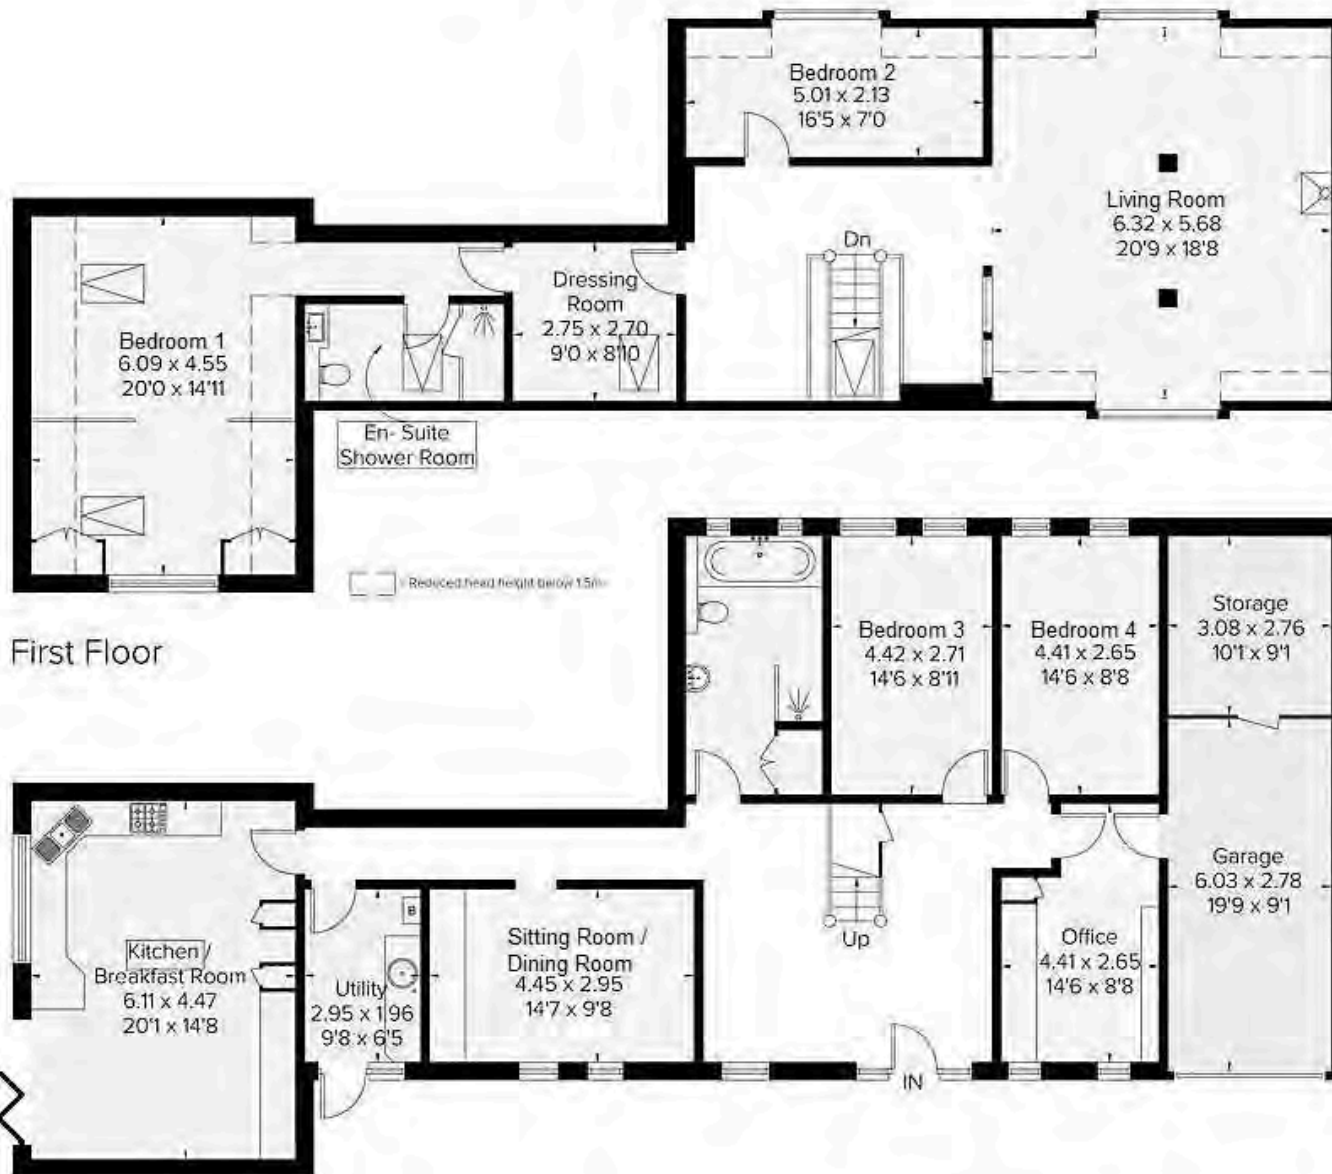 Bedroom 2
5.01 x 2.13
16'5 x 7'0
Living Room
6.32 x 5.68
20'9 x 18'8
Dn
Dressing
Room
2.75 x 2.70
9'0 x 8'10
Bedroom 1
6.09 x 4.55
20'0 x 14'11
En- Suite
Shower Room
Reduced head height below 1.5m
First Floor
Bedroom 3
4.42 x 2.71
14'6 x 8'11
Bedroom 4
4.41 x 2.65
14'6 x 8'8
Storage
3.08 x 2.76
10'1 x 9'1
Garage
6.03 x 2.78
19'9 x 9'1
Kitchen /
Breakfast Room
6.11 x 4.47
20'1 x 14'8
B
Utility
2.95 x 1.96
9'8 x 6'5
Sitting Room /
Dining Room
4.45 x 2.95
14'7 x 9'8
Up
Office
4.41 x 2.65
14'6 x 8'8
IN